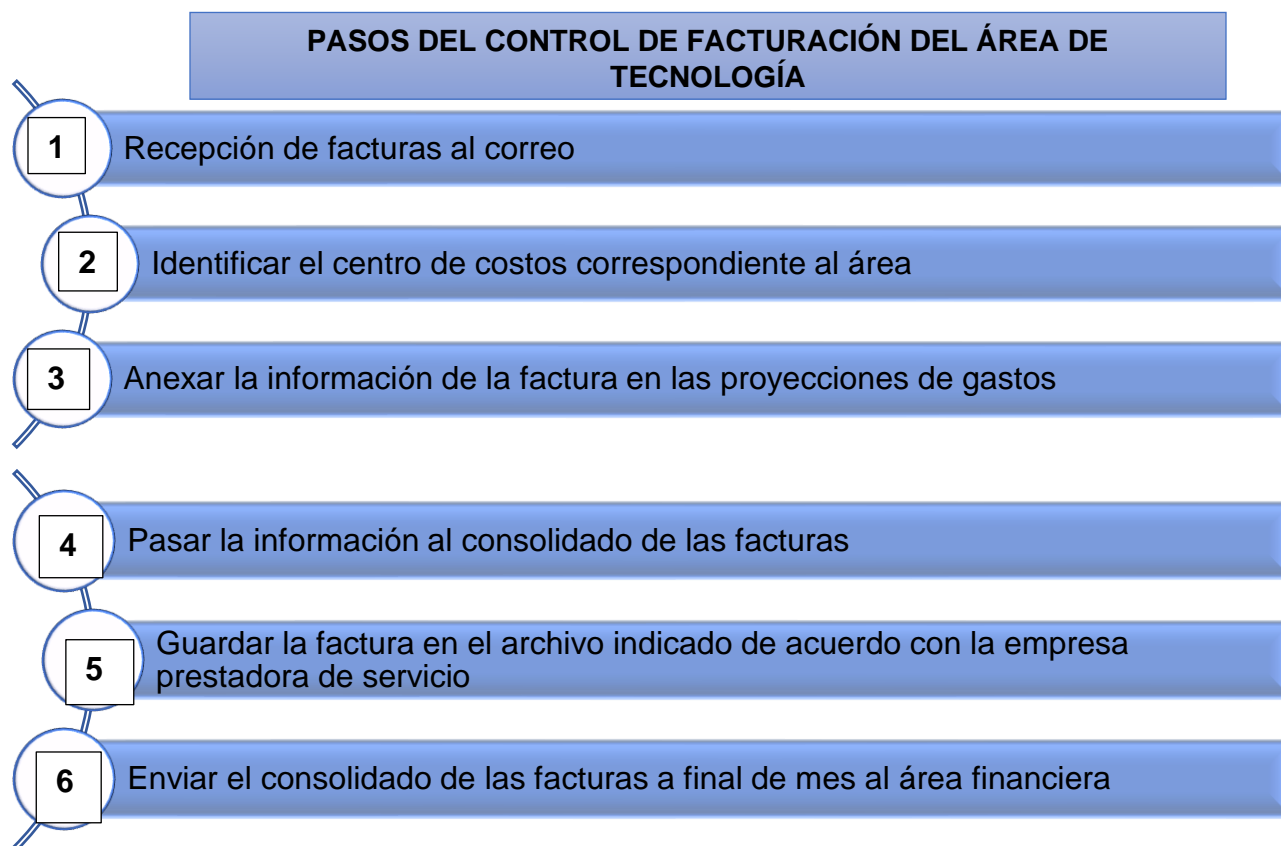 PASOS DEL CONTROL DE FACTURACIÓN DEL ÁREA DE
TECNOLOGÍA
1 Recepción de facturas al correo
2 Identificar el centro de costos correspondiente al área
3 Anexar la información de la factura en las proyecciones de gastos
4 Pasar la información al consolidado de las facturas
5 Guardar la factura en el archivo indicado de acuerdo con la empresa
prestadora de servicio
6 Enviar el consolidado de las facturas a final de mes al área financiera